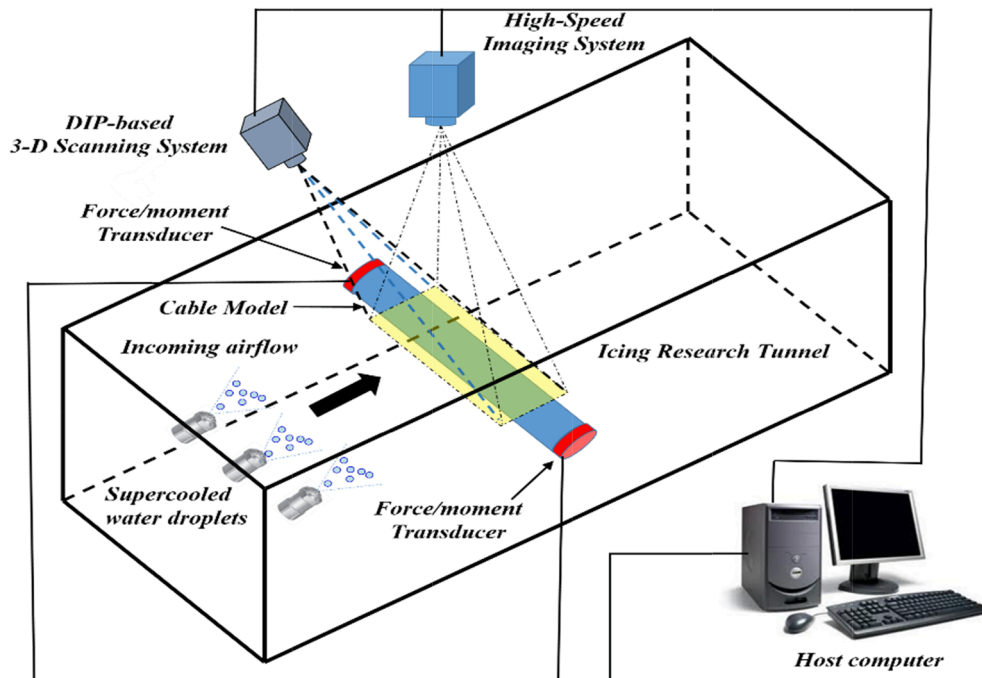 High-Speed
Imaging System
DIP-based
3-D Scanning System
Force/moment
Transducer
Cable Model
Incoming airflow
Icing Research Tunnel
Supercooled
water droplets
Force/moment
Transducer
Host computer